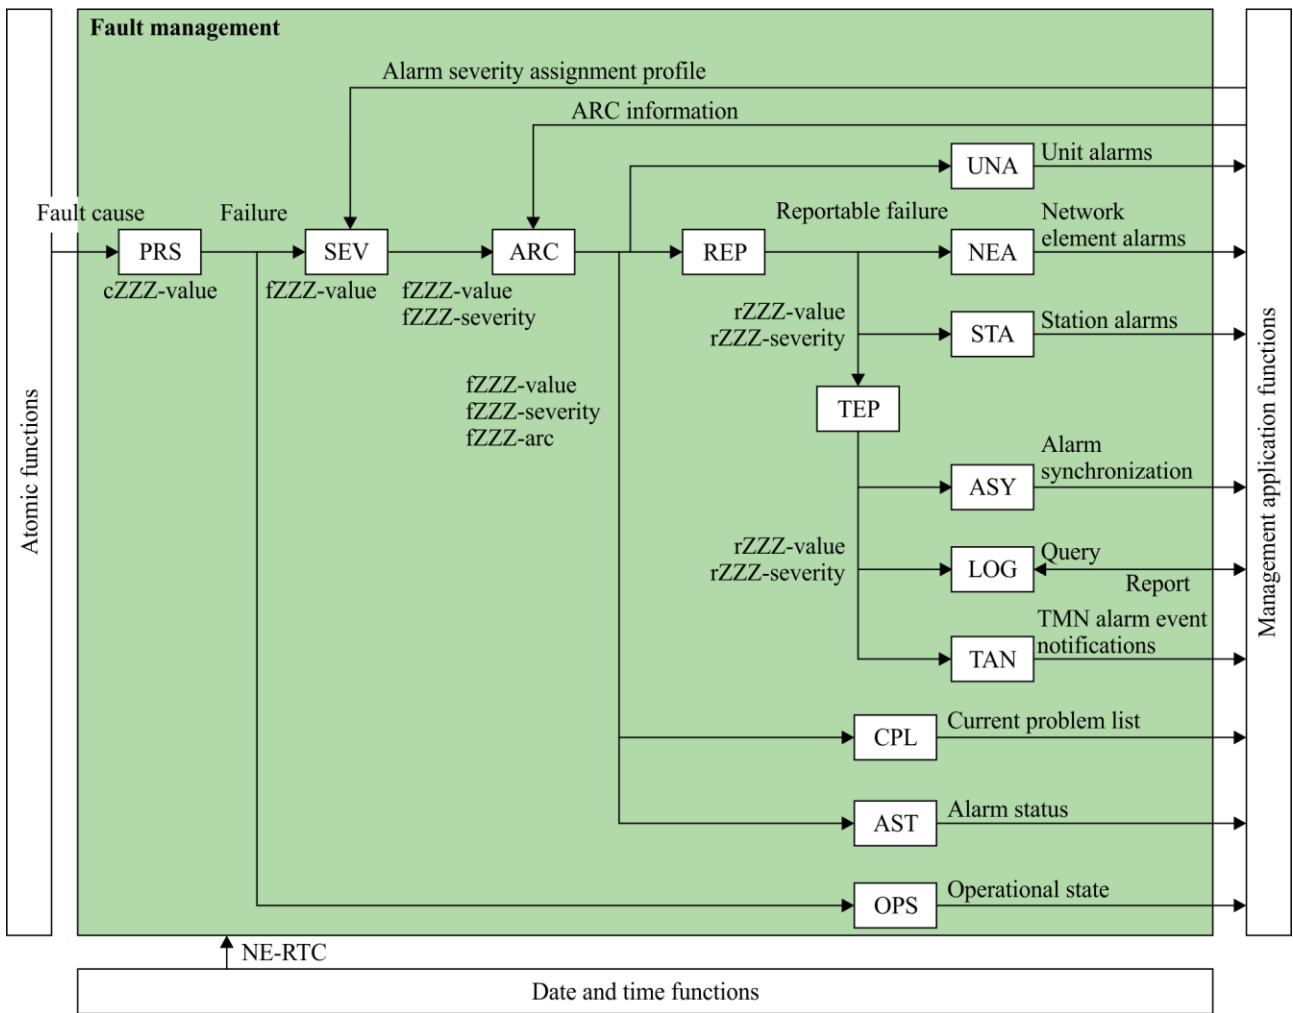 Fault management
Alarm severity assignment profile
ARC information
UNA
Unit alarms
Fault cause
Failure
Reportable failure
Network
element alarms
PRS
SEV
ARC
REP
NEA
cZZZ-value
fZZZ-value
fZZZ-value
fZZZ-severity
rZZZ-value
rZZZ-severity
STA
Station alarms
fZZZ-value
fZZZ-severity
fZZZ-arc
TEP
Alarm
synchronization
ASY
rZZZ-value
rZZZ-severity
LOG
Query
Report
TMN alarm event
notifications
TAN
CPL
Current problem list
AST
Alarm status
OPS
Operational state
Atomic functions
Management application functions
NE-RTC
Date and time functions